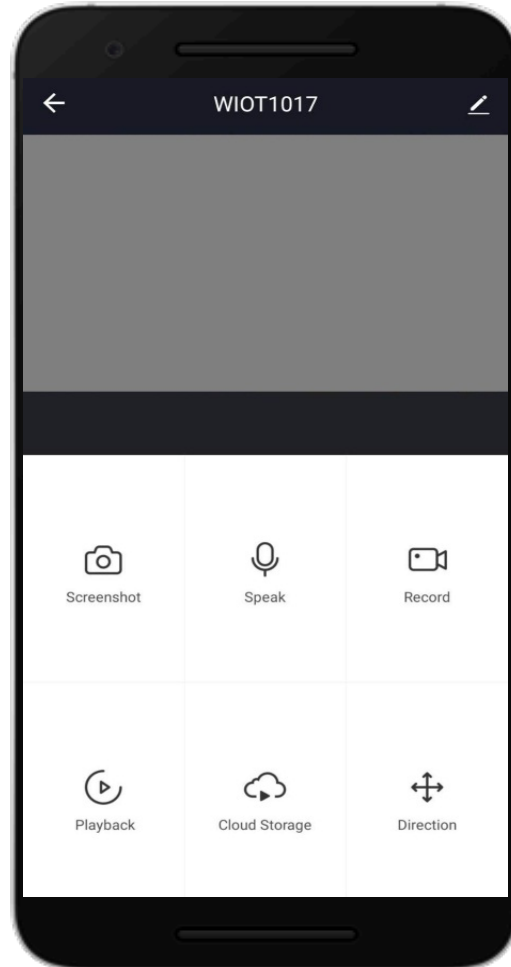 WIOT1017
Screenshot
Speak
Record
Playback
Cloud Storage
Direction